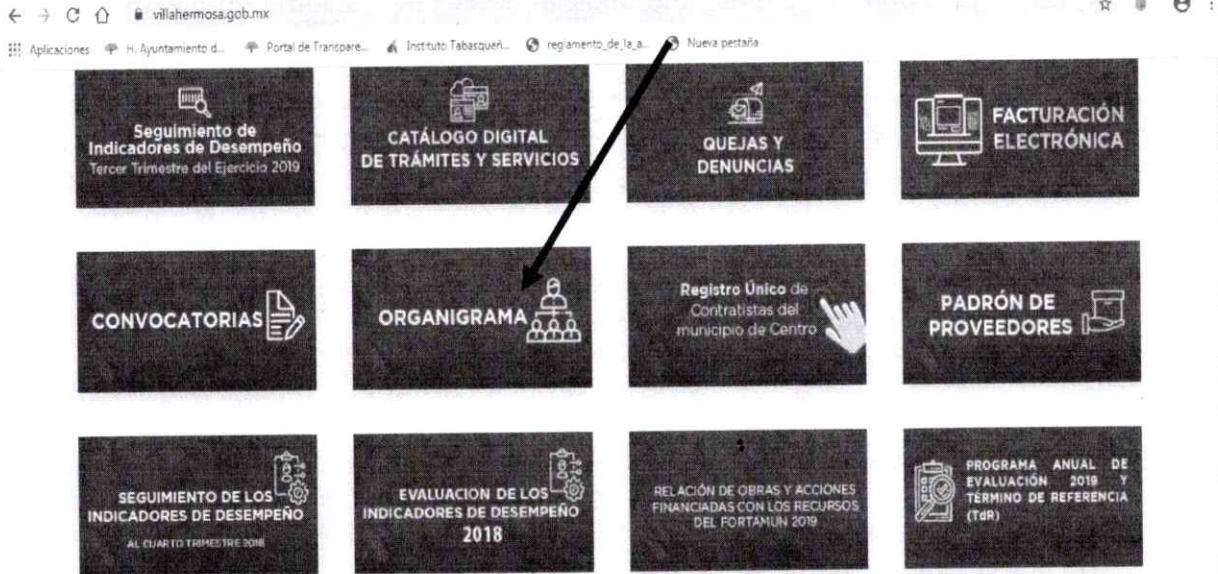 villahermosa.gob.mx
Aplicaciones H. Ayuntamiento d... Portal de Transpare... Instituto Tabasqueñ... reglamento_de_la_a... Nueva pestaña
Seguimiento de
Indicadores de Desempeño
Tercer Trimestre del Ejercicio 2019
CATÁLOGO DIGITAL
DE TRÁMITES Y SERVICIOS
QUEJAS Y
DENUNCIAS
FACTURACIÓN
ELECTRÓNICA
CONVOCATORIAS
ORGANIGRAMA
Registro Único de
Contratistas del
municipio de Centro
PADRÓN DE
PROVEEDORES
SEGUIMIENTO DE LOS
INDICADORES DE DESEMPEÑO
AL CUARTO TRIMESTRE 2018
EVALUACION DE LOS
INDICADORES DE DESEMPEÑO
2018
RELACIÓN DE OBRAS Y ACCIONES
FINANCIADAS CON LOS RECURSOS
DEL FORTAMUN 2019
PROGRAMA ANUAL DE
EVALUACIÓN 2019 Y
TÉRMINO DE REFERENCIA
(TdR)